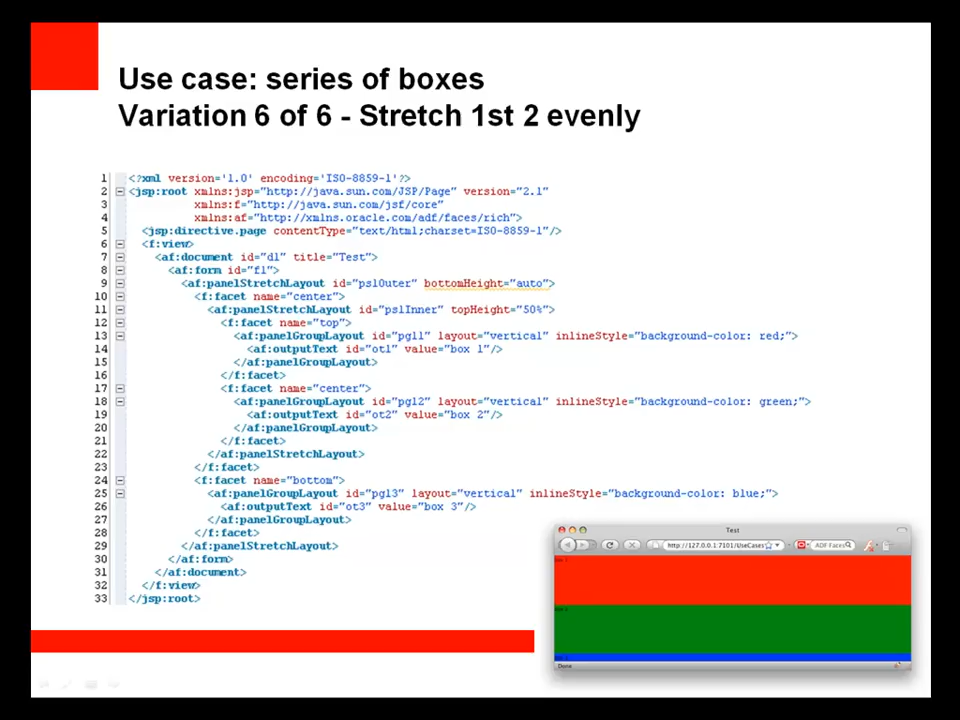 Use case: series of boxes
Variation 6 of 6 - Stretch 1st 2 evenly
1 <?xml version='1.0' encoding='ISO-8859-1'?>
2 <jsp:root xmlns:jsp="http://java.sun.com/JSP/Page" version="2.1"
3 xmlns:f="http://java.sun.com/jsf/core"
4 xmlns:af="http://xmlns.oracle.com/adf/faces/rich">
5 <jsp:directive.page contentType="text/html;charset=ISO-8859-1"/>
6 <f:view>
7 <af:document id="d1" title="Test">
8 <af:form id="f1">
9 <af:panelStretchLayout id="pslOuter" bottomHeight="auto">
10 <f:facet name="center">
11 <af:panelStretchLayout id="pslInner" topHeight="50%">
12 <f:facet name="top">
13 <af:panelGroupLayout id="pgl1" layout="vertical" inlineStyle="background-color: red;">
14 <af:outputText id="ot1" value="box 1"/>
15 </af:panelGroupLayout>
16 </f:facet>
17 <f:facet name="center">
18 <af:panelGroupLayout id="pgl2" layout="vertical" inlineStyle="background-color: green;">
19 <af:outputText id="ot2" value="box 2"/>
20 </af:panelGroupLayout>
21 </f:facet>
22 </af:panelStretchLayout>
23 </f:facet>
24 <f:facet name="bottom">
25 <af:panelGroupLayout id="pgl3" layout="vertical" inlineStyle="background-color: blue;">
26 <af:outputText id="ot3" value="box 3"/>
27 </af:panelGroupLayout>
28 </f:facet>
29 </af:panelStretchLayout>
30 </af:form>
31 </af:document>
32 </f:view>
33 </jsp:root>
Test
http://127.0.0.1:7101/UseCases ADF Faces
Done